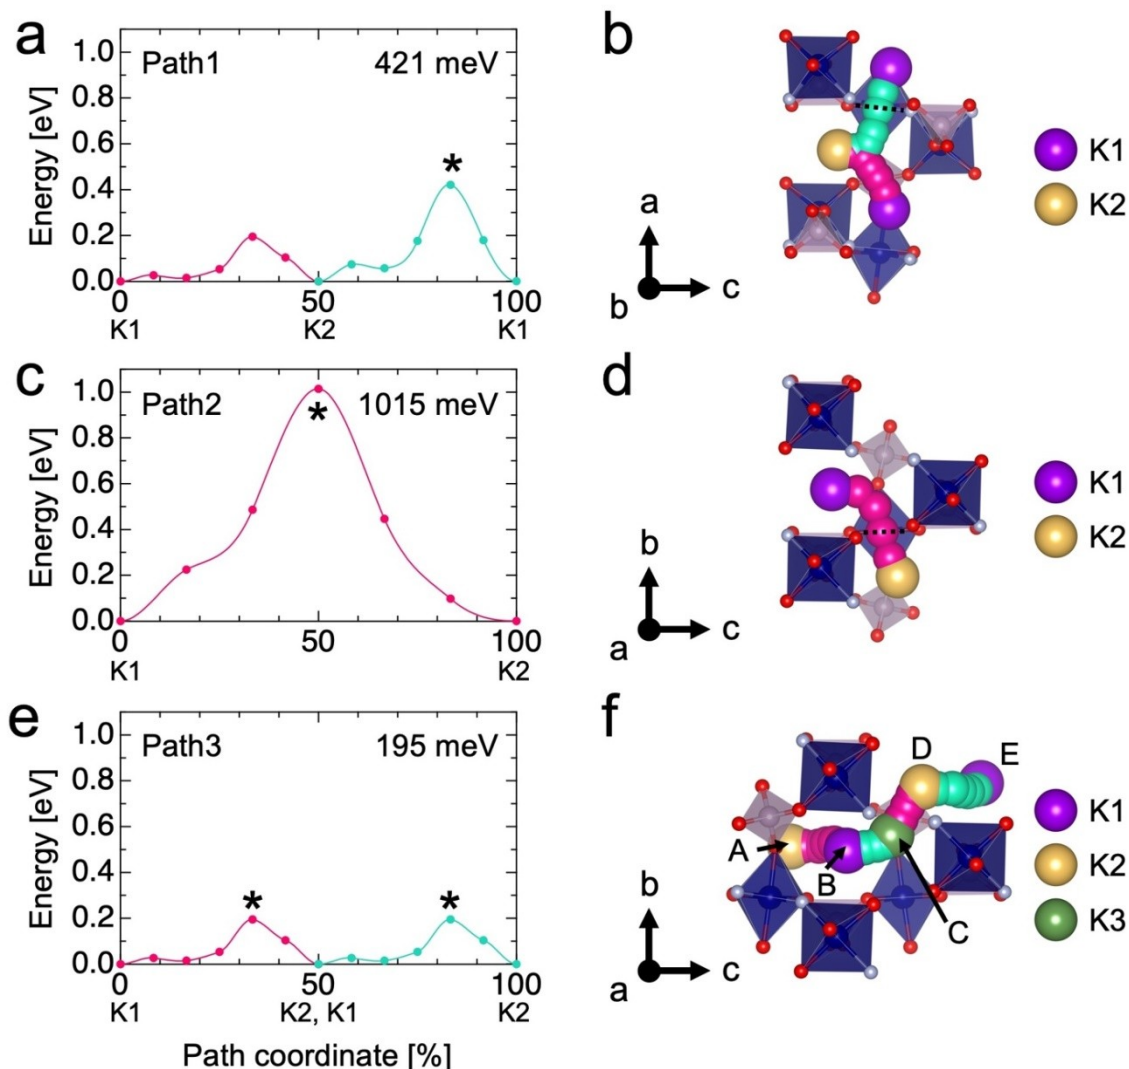 a
Path1 421 meV
Energy [eV]
1.0
0.8
0.6
0.4
0.2
0.0
*
0 50 100
K1 K2 K1
b
K1
K2
a
b c
c
Path2 1015 meV
Energy [eV]
1.0
0.8
0.6
0.4
0.2
0.0
*
0 50 100
K1 K2
d
K1
K2
b
a c
e
Path3 195 meV
Energy [eV]
1.0
0.8
0.6
0.4
0.2
0.0
* *
0 50 100
K1 K2, K1 K2
Path coordinate [%]
f
D E
A
B
C
K1
K2
K3
b
a c